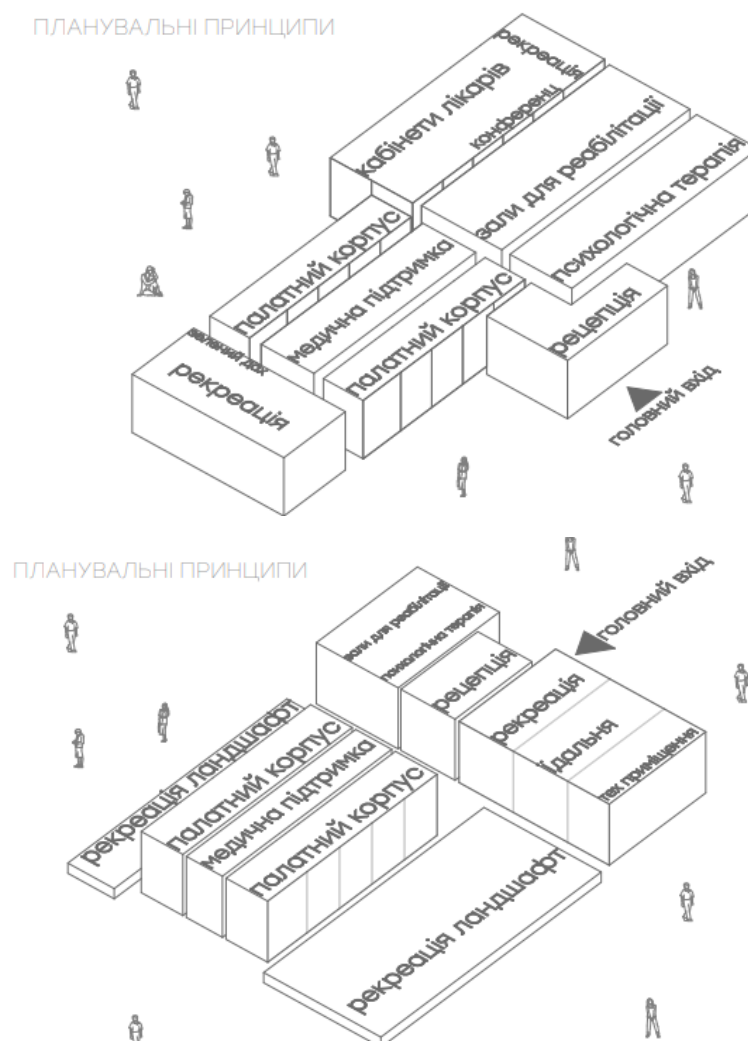 ПЛАНУВАЛЬНІ ПРИНЦИПИ
рекреація
кабінети лікарів
конференц
зали для реабілітації
психологічна терапія
палатний корпус
медична підтримка
палатний корпус
рецепція
зелений дах
рекреація
головний вхід
ПЛАНУВАЛЬНІ ПРИНЦИПИ
головний вхід
зали для реабілітації
психологічна терапія
рецепція
рекреація
їдальня
тех приміщення
рекреація ландшафт
палатний корпус
медична підтримка
палатний корпус
рекреація ландшафт